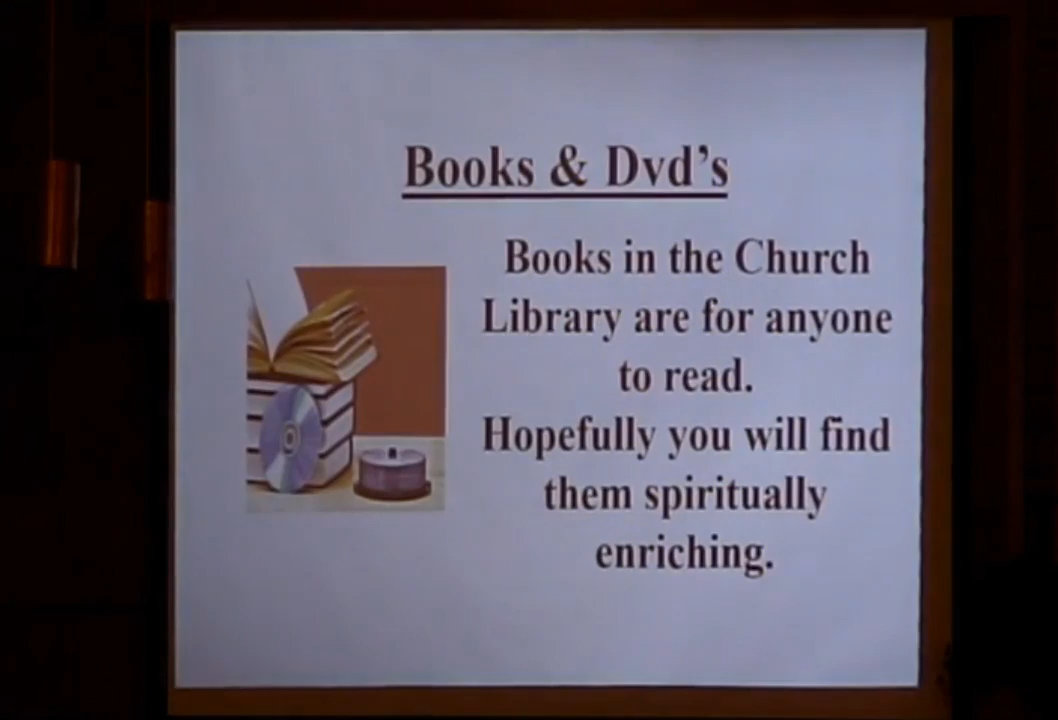 Books & Dvd's
Books in the Church
Library are for anyone
to read.
Hopefully you will find
them spiritually
enriching.